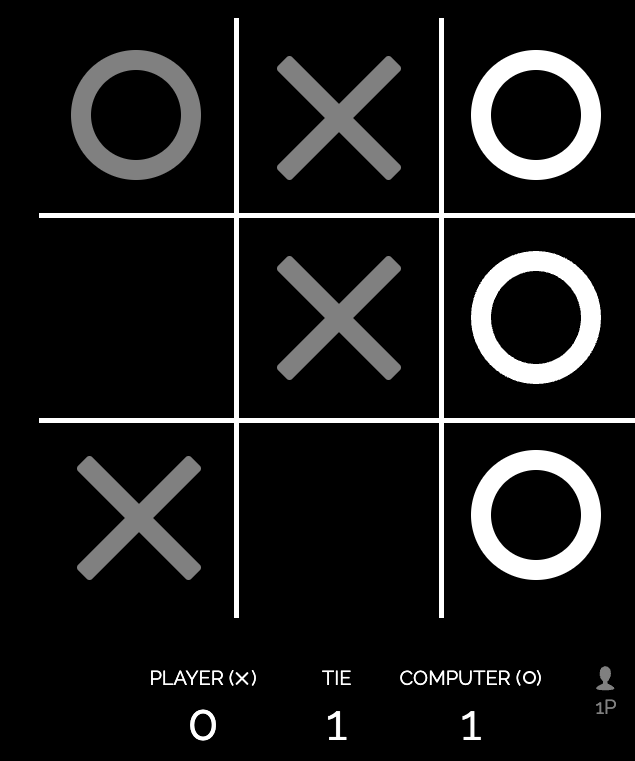 PLAYER (×) TIE COMPUTER (O)
0 1 1
1P